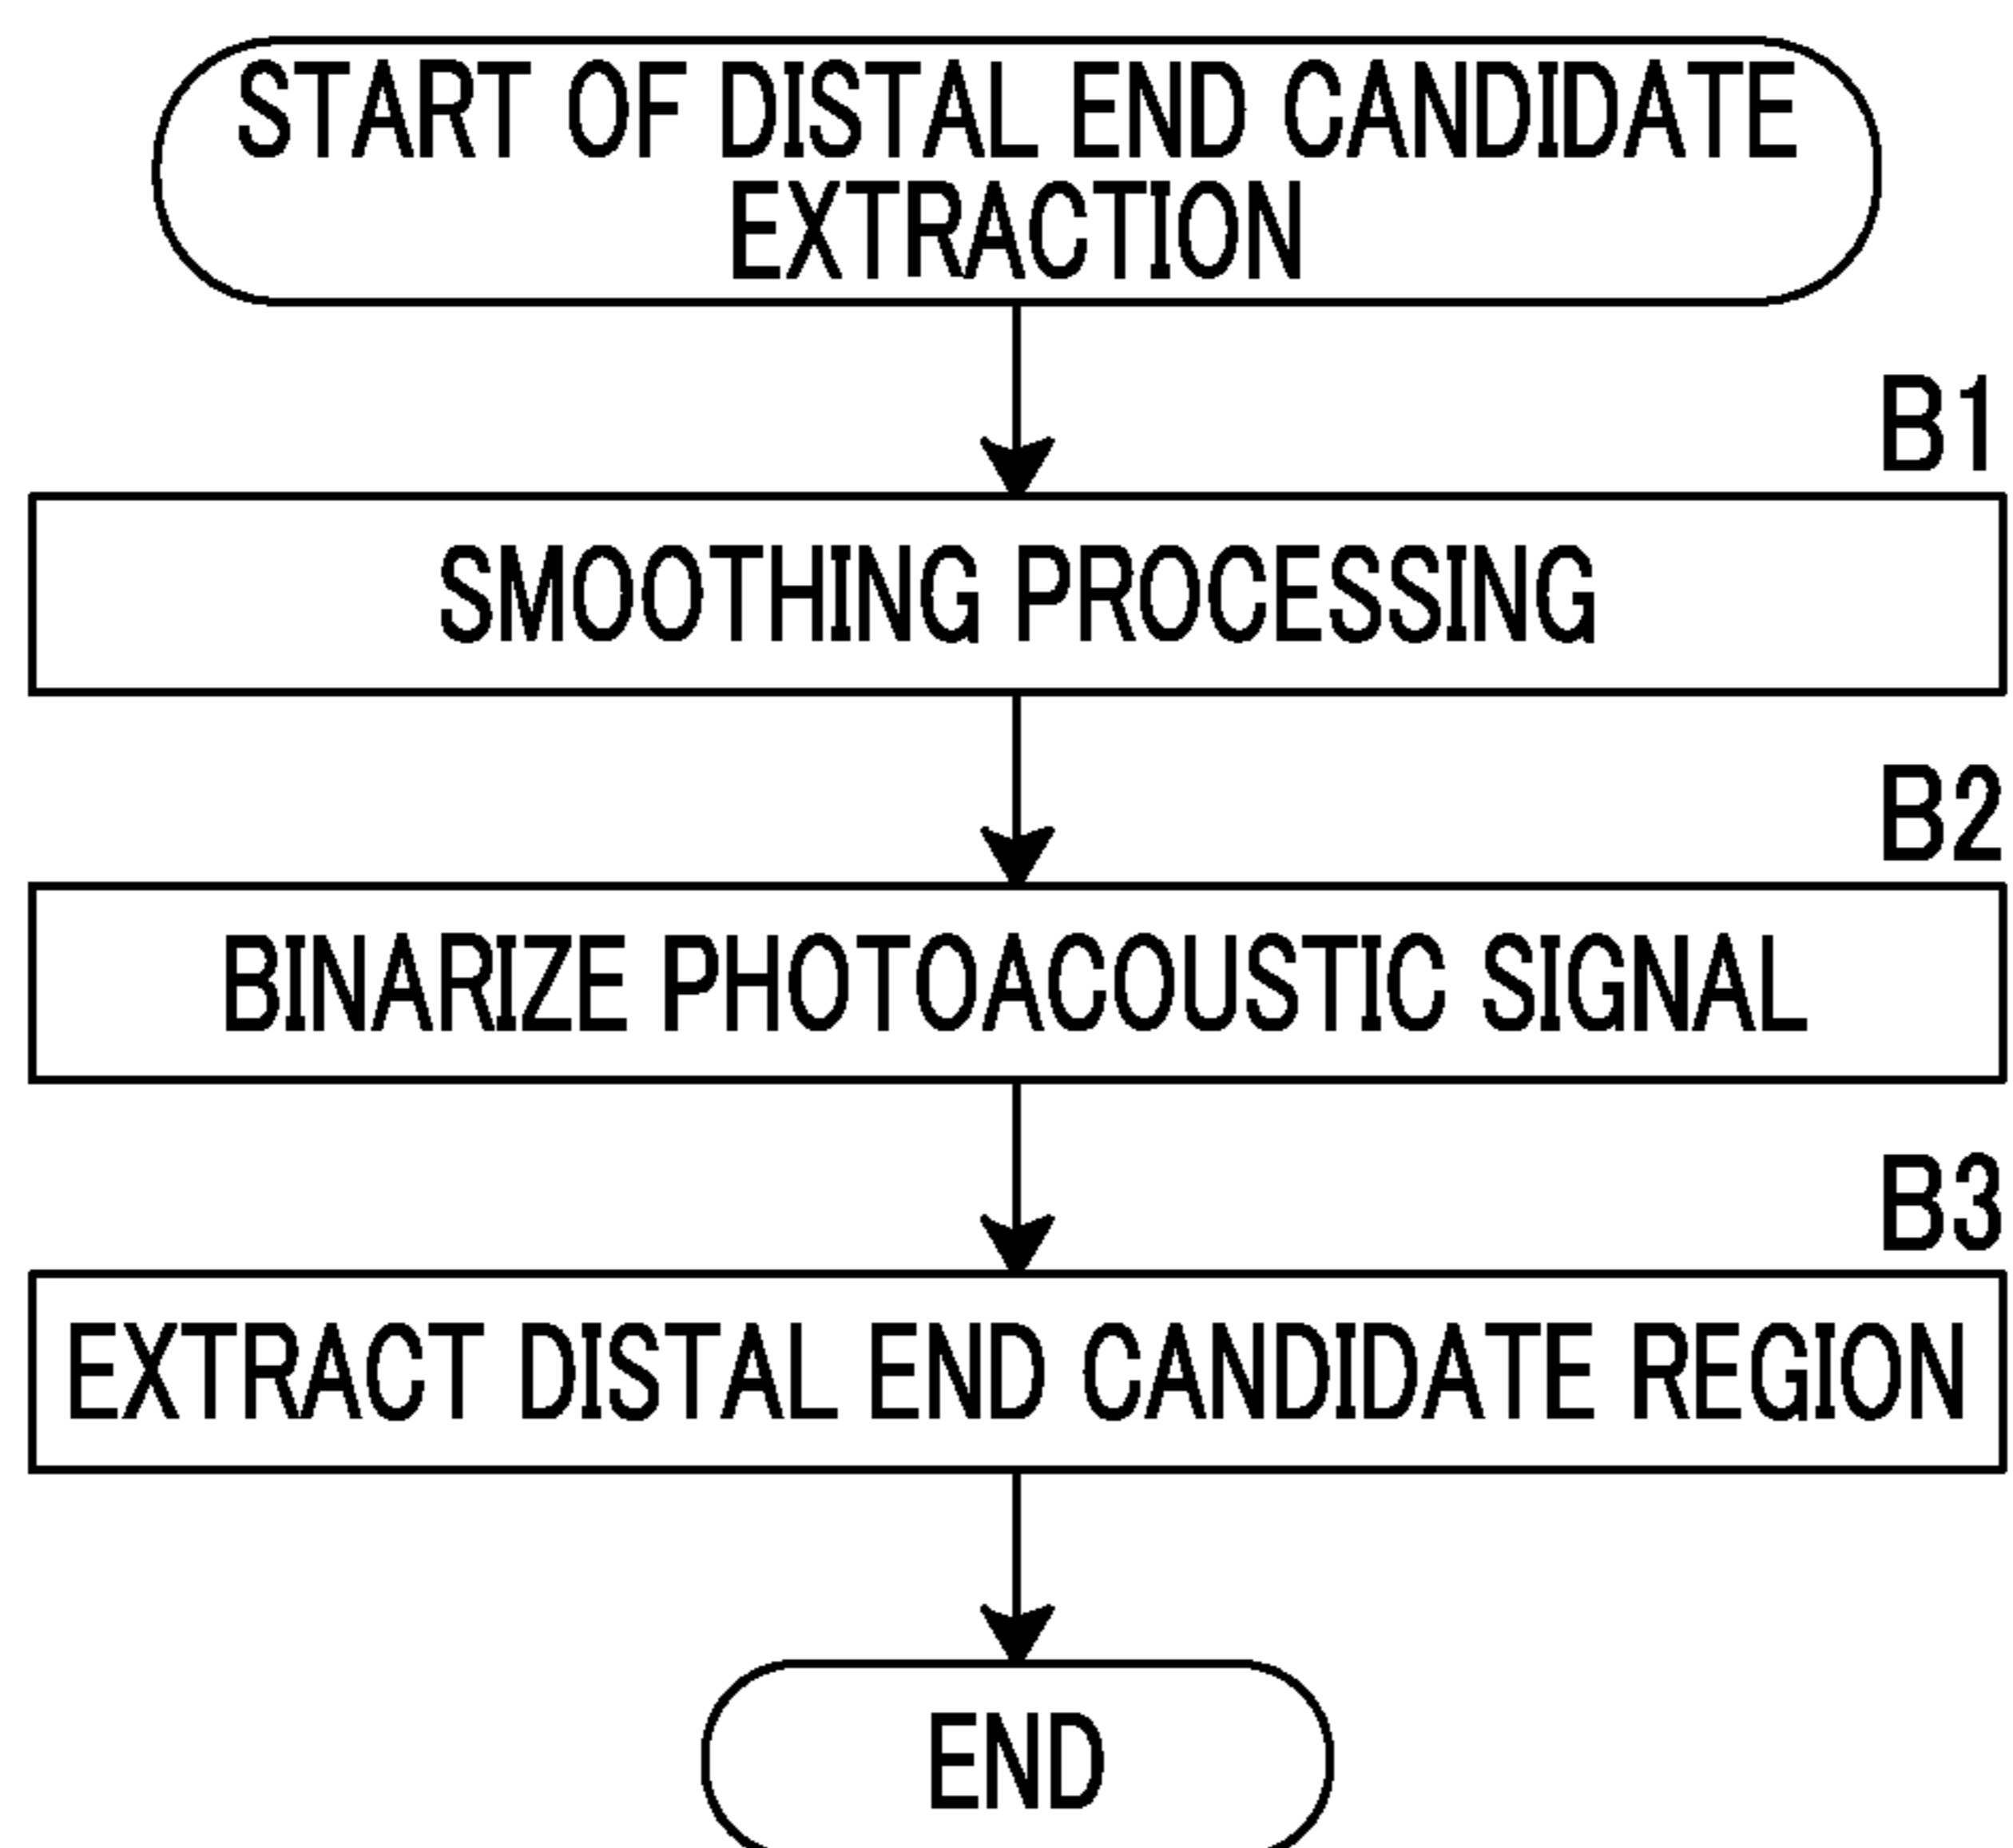 START OF DISTAL END CANDIDATE
EXTRACTION
B1
SMOOTHING PROCESSING
B2
BINARIZE PHOTOACOUSTIC SIGNAL
B3
EXTRACT DISTAL END CANDIDATE REGION
END